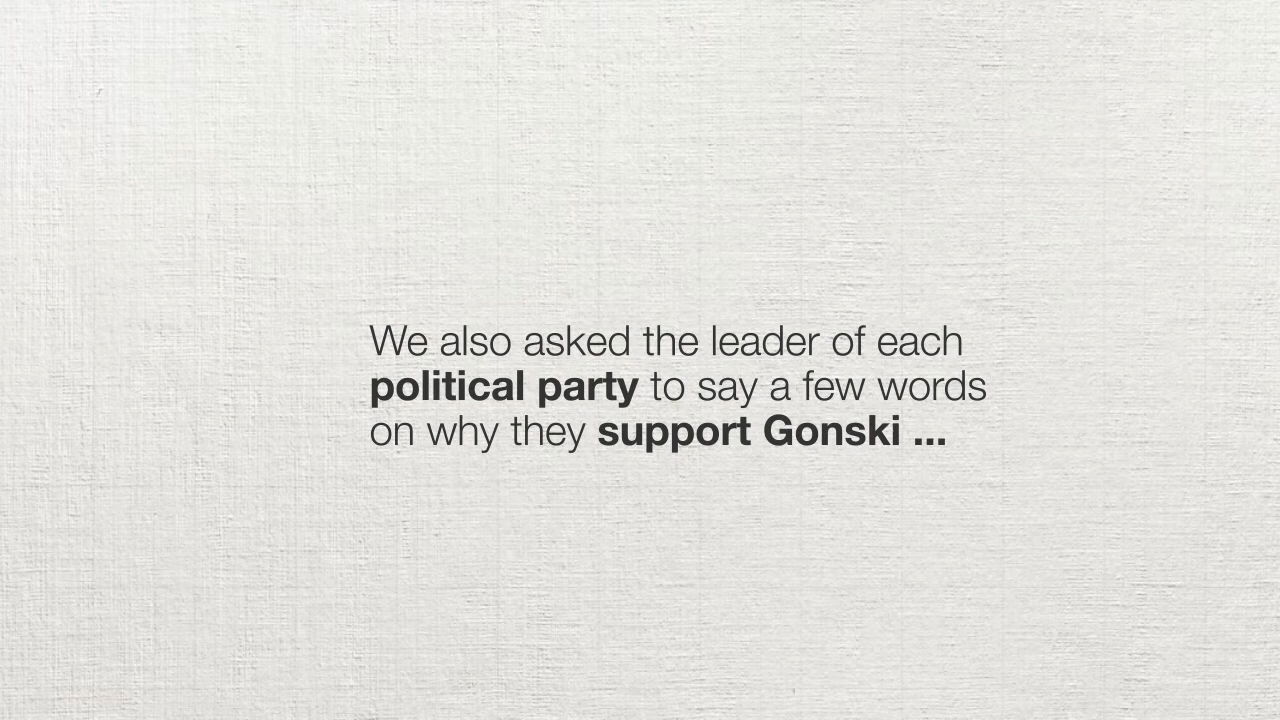 We also asked the leader of each
political party to say a few words
on why they support Gonski ...